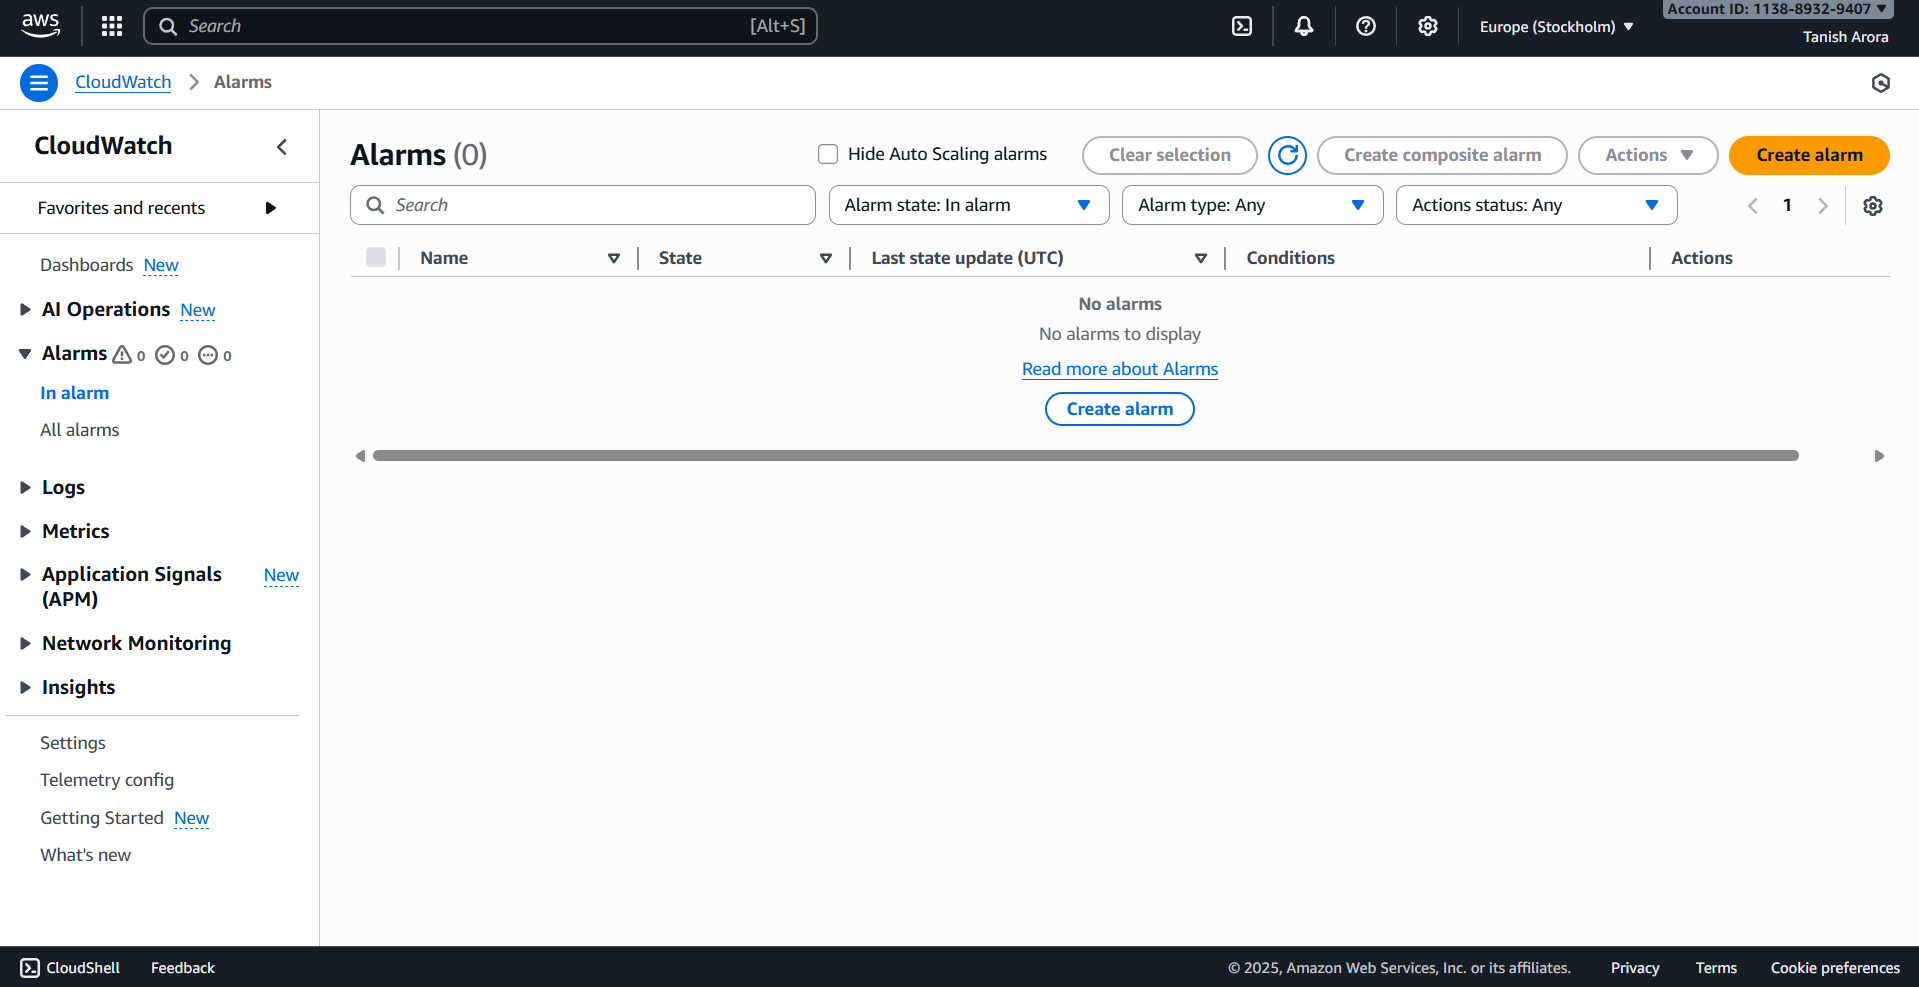 aws
Search [Alt+S]
Europe (Stockholm)
Account ID: 1138-8932-9407
Tanish Arora
CloudWatch > Alarms
CloudWatch
Favorites and recents
Dashboards New
AI Operations New
Alarms 0 0 0
In alarm
All alarms
Logs
Metrics
Application Signals New
(APM)
Network Monitoring
Insights
Settings
Telemetry config
Getting Started New
What's new
Alarms (0)
Hide Auto Scaling alarms
Clear selection
Create composite alarm
Actions
Create alarm
Search
Alarm state: In alarm
Alarm type: Any
Actions status: Any
1
Name State Last state update (UTC) Conditions Actions
No alarms
No alarms to display
Read more about Alarms
Create alarm
CloudShell Feedback © 2025, Amazon Web Services, Inc. or its affiliates. Privacy Terms Cookie preferences